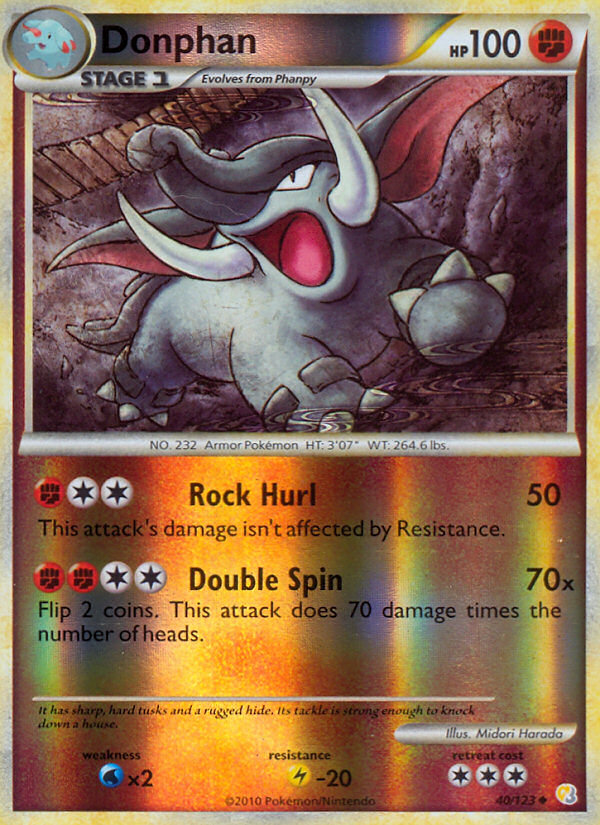 Donphan
HP100
STAGE 1
Evolves from Phanpy
NO. 232 Armor Pokémon HT: 3'07" WT: 264.6 lbs.
Rock Hurl 50
This attack's damage isn't affected by Resistance.
Double Spin 70x
Flip 2 coins. This attack does 70 damage times the
number of heads.
It has sharp, hard tusks and a rugged hide. Its tackle is strong enough to knock
down a house.
Illus. Midori Harada
weakness resistance retreat cost
×2 -20
©2010 Pokémon/Nintendo 40/123